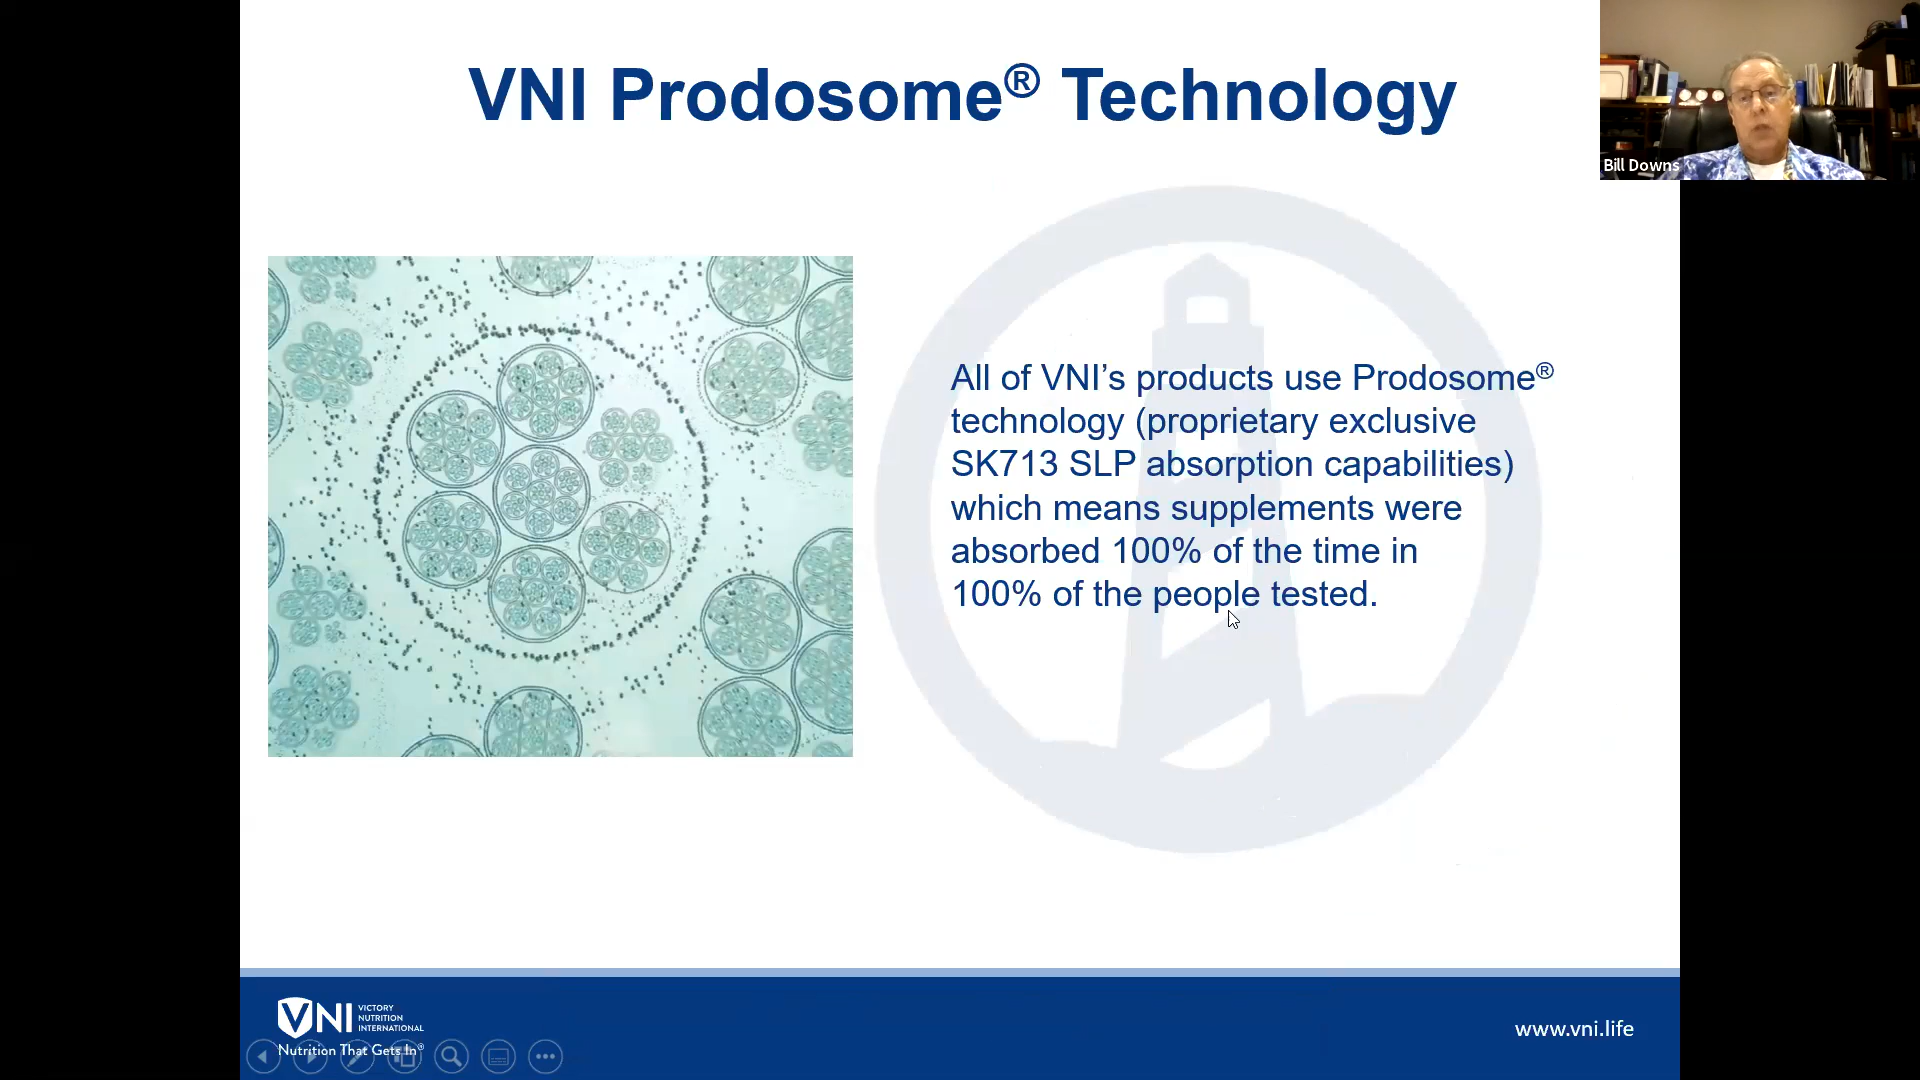 VNI Prodosome® Technology
Bill Downs
All of VNI’s products use Prodosome®
technology (proprietary exclusive
SK713 SLP absorption capabilities)
which means supplements were
absorbed 100% of the time in
100% of the people tested.
VNI
VICTORY
NUTRITION
INTERNATIONAL
Nutrition That Gets In®
www.vni.life